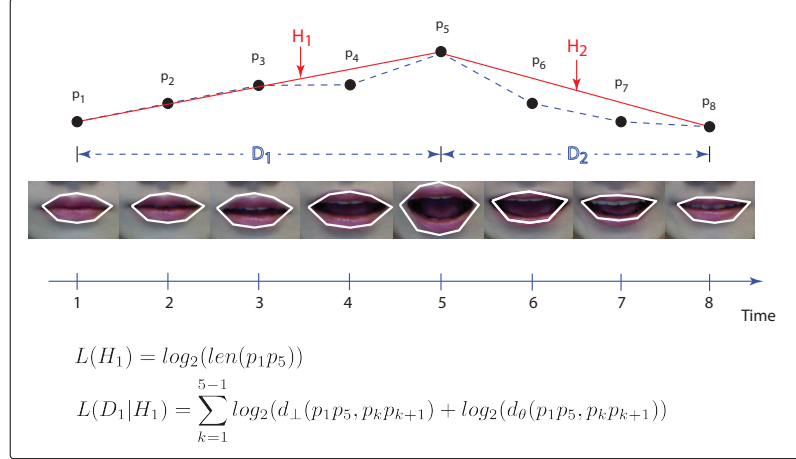 H₁
p₁
p₂
p₃
p₄
p₅
H₂
p₆
p₇
p₈
D₁
D₂
1 2 3 4 5 6 7 8
Time
L(H₁) = log₂(len(p₁p₅))
L(D₁|H₁) = ∑_{k=1}^{5−1} log₂(d⊥(p₁p₅, pₖpₖ₊₁) + log₂(d_θ(p₁p₅, pₖpₖ₊₁))